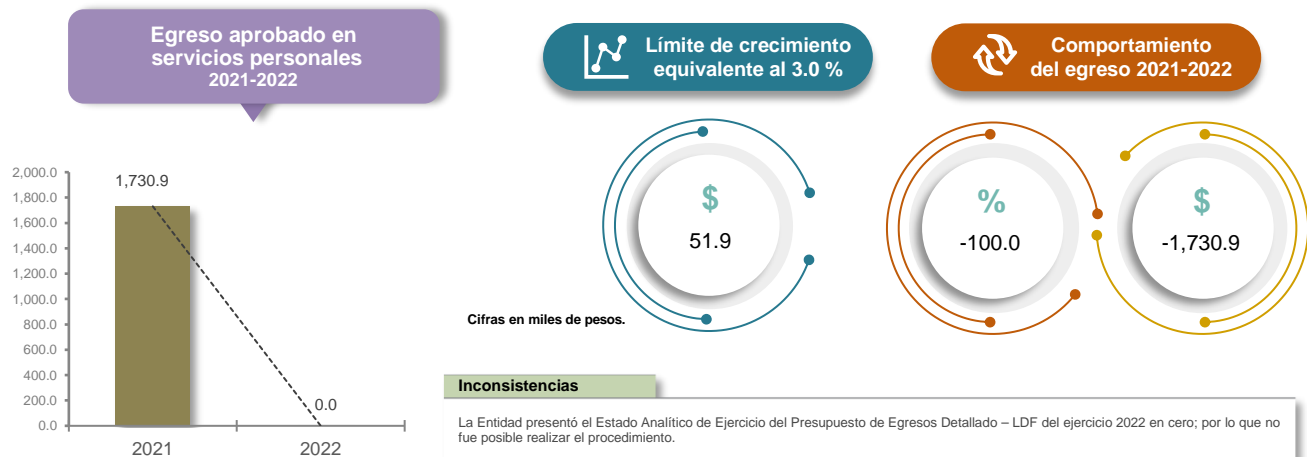 Egreso aprobado en
servicios personales
2021-2022
Límite de crecimiento
equivalente al 3.0 %
Comportamiento
del egreso 2021-2022
2,000.0
1,800.0
1,600.0
1,400.0
1,200.0
1,000.0
800.0
600.0
400.0
200.0
0.0
1,730.9
0.0
2021
2022
$
51.9
%
-100.0
$
-1,730.9
Cifras en miles de pesos.
Inconsistencias
La Entidad presentó el Estado Analítico de Ejercicio del Presupuesto de Egresos Detallado – LDF del ejercicio 2022 en cero; por lo que no
fue posible realizar el procedimiento.